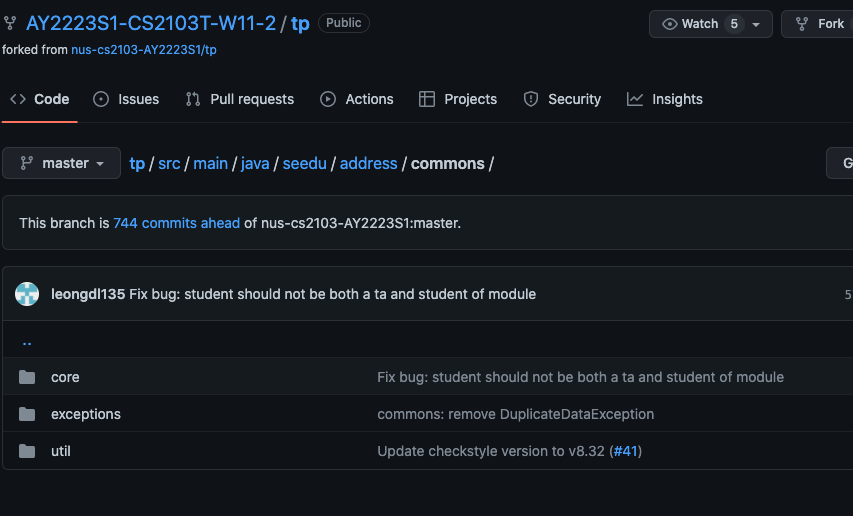 AY2223S1-CS2103T-W11-2 / tp Public Watch 5 Fork
forked from nus-cs2103-AY2223S1/tp
Code Issues Pull requests Actions Projects Security Insights
master tp / src / main / java / seedu / address / commons /
This branch is 744 commits ahead of nus-cs2103-AY2223S1:master.
leongdl135 Fix bug: student should not be both a ta and student of module
..
core Fix bug: student should not be both a ta and student of module
exceptions commons: remove DuplicateDataException
util Update checkstyle version to v8.32 (#41)